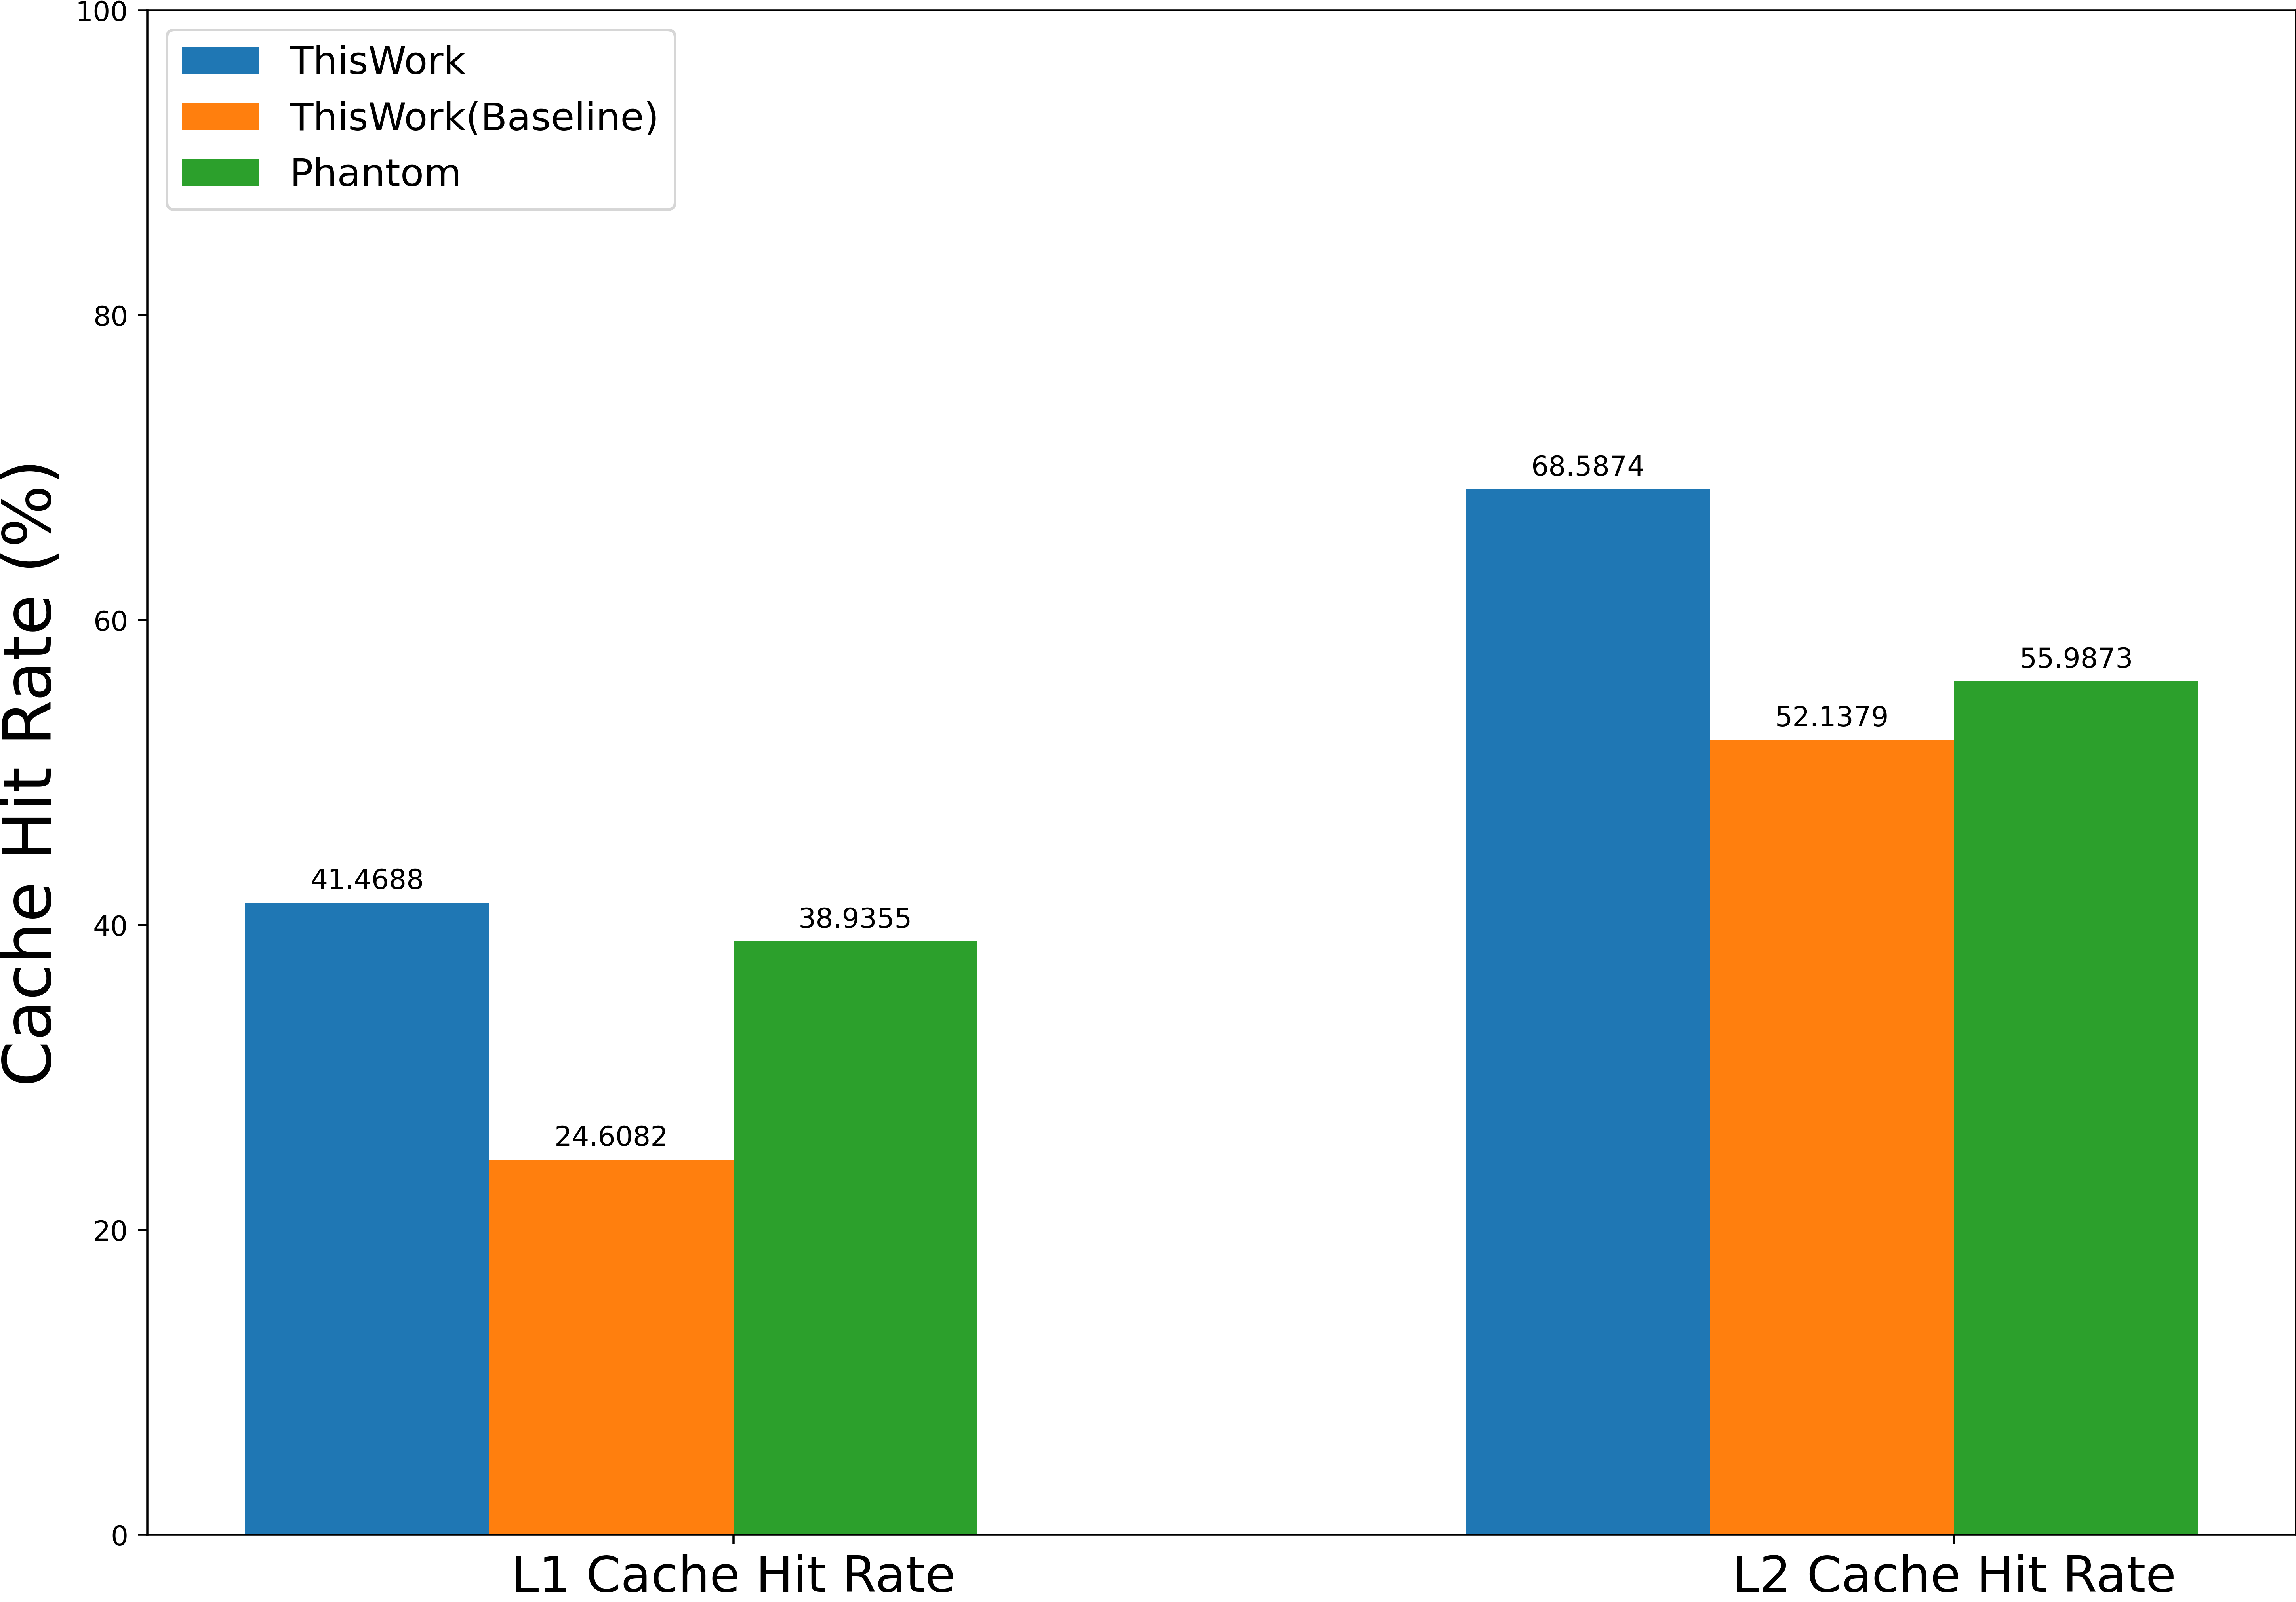 ThisWork
ThisWork(Baseline)
Phantom
Cache Hit Rate (%)
100
80
60
40
20
0
41.4688
24.6082
38.9355
68.5874
52.1379
55.9873
L1 Cache Hit Rate
L2 Cache Hit Rate